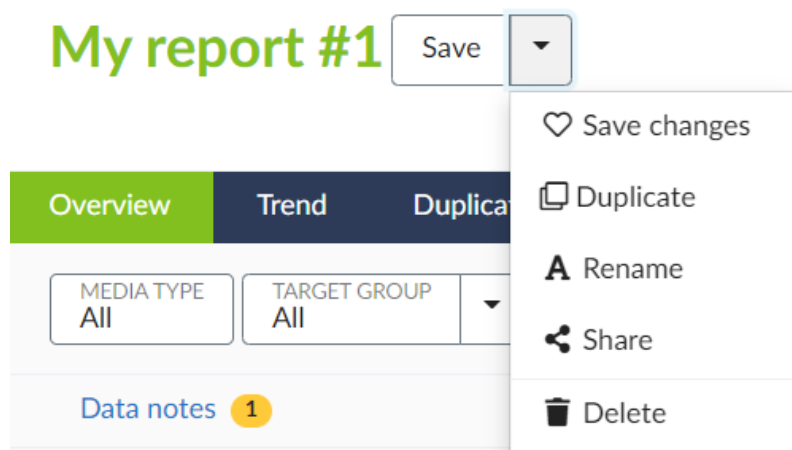 My report #1 Save
Save changes
Duplicate
Rename
Share
Delete
Overview Trend
MEDIA TYPE TARGET GROUP
All All
Data notes 1